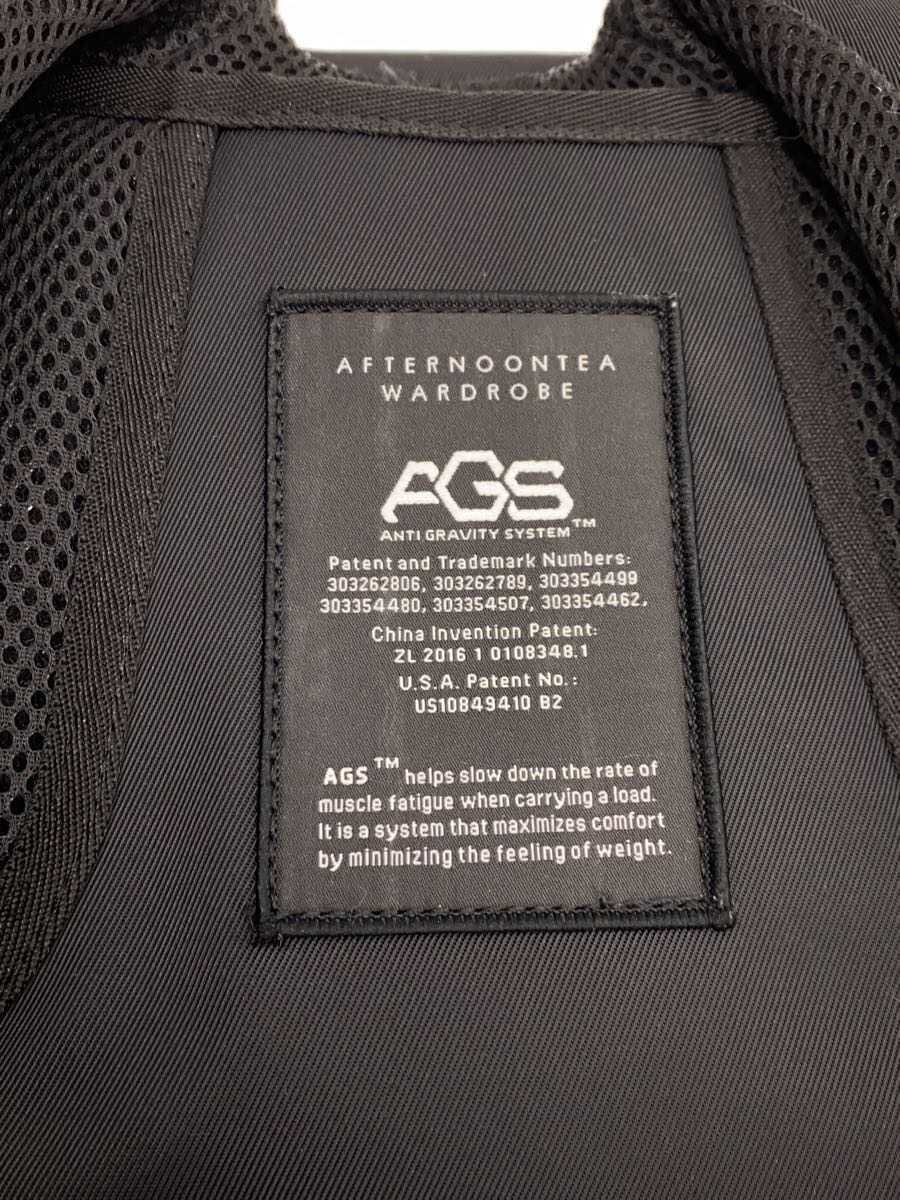 AFTERNOONTEA
WARDROBE
AGS
ANTI GRAVITY SYSTEM™
Patent and Trademark Numbers:
303262806, 303262789, 303354499
303354480, 303354507, 303354462,
China Invention Patent:
ZL 2016 1 0108348.1
U.S.A. Patent No.:
US10849410 B2
AGS™ helps slow down the rate of
muscle fatigue when carrying a load.
It is a system that maximizes comfort
by minimizing the feeling of weight.